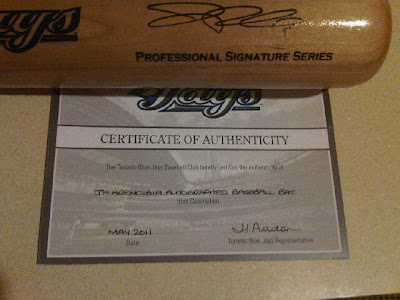 Jays
PROFESSIONAL SIGNATURE SERIES
Jays
CERTIFICATE OF AUTHENTICITY
The Toronto Blue Jays Baseball Club hereby certifies the authenticity of
JP ARENCIBIA AUTOGRAPHED BASEBALL BAT
Item Description
MAY 2011
Date
Toronto Blue Jays Representative